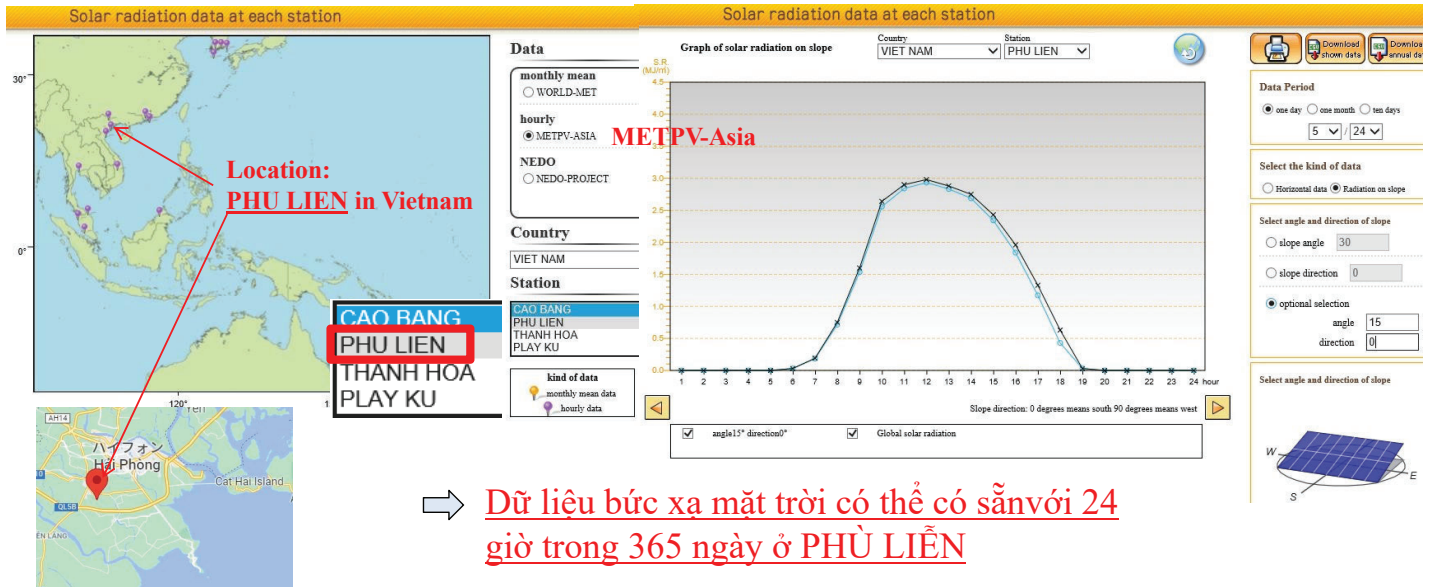 Solar radiation data at each station
30°
0°
120°
1
Location:
PHU LIEN in Vietnam
Data
monthly mean
WORLD-MET
hourly
METPV-ASIA
NEDO
NEDO-PROJECT
Country
VIET NAM
Station
CAO BANG
PHU LIEN
THANH HOA
PLAY KU
kind of data
monthly mean data
hourly data
CAO BANG
PHU LIEN
THANH HOA
PLAY KU
AH14
ハイフォン
Hải Phòng
Cat Hai Island
QL5B
METPV-Asia
Solar radiation data at each station
Graph of solar radiation on slope
Country
VIET NAM
Station
PHU LIEN
S.R.
(MJ/㎡)
4.5
4.0
3.5
3.0
2.5
2.0
1.5
1.0
0.5
0.0
1 2 3 4 5 6 7 8 9 10 11 12 13 14 15 16 17 18 19 20 21 22 23 24 hour
Slope direction: 0 degrees means south 90 degrees means west
angle15° direction0° Global solar radiation
Download
shown data
annual
Data Period
one day one month ten days
5 / 24
Select the kind of data
Horizontal data Radiation on slope
Select angle and direction of slope
slope angle 30
slope direction 0
optional selection
angle 15
direction 0
Select angle and direction of slope
W
E
S
Dữ liệu bức xạ mặt trời có thể có sẵnvới 24
giờ trong 365 ngày ở PHÙ LIỄN